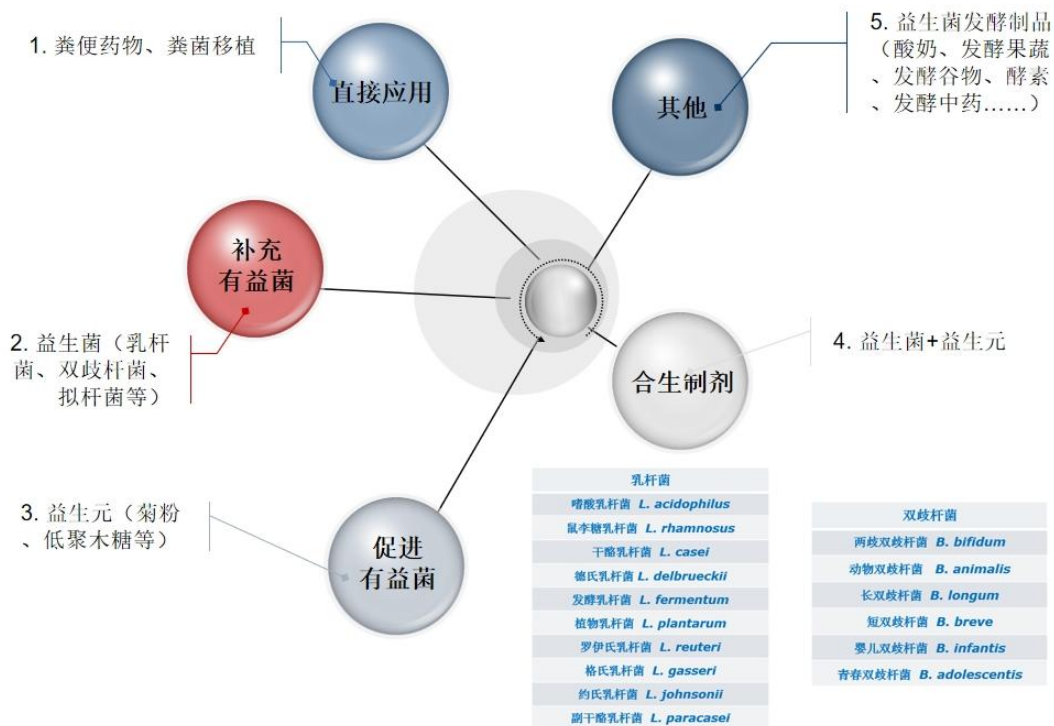 1. 粪便药物、粪菌移植
直接应用
5. 益生菌发酵制品
（酸奶、发酵果蔬
、发酵谷物、酵素
、发酵中药……）
其他
补充
有益菌
2. 益生菌（乳杆
菌、双歧杆菌、
拟杆菌等）
4. 益生菌+益生元
合生制剂
3. 益生元（菊粉
、低聚木糖等）
促进
有益菌
乳杆菌
嗜酸乳杆菌 L. acidophilus
鼠李糖乳杆菌 L. rhamnosus
干酪乳杆菌 L. casei
德氏乳杆菌 L. delbrueckii
发酵乳杆菌 L. fermentum
植物乳杆菌 L. plantarum
罗伊氏乳杆菌 L. reuteri
格氏乳杆菌 L. gasseri
约氏乳杆菌 L. johnsonii
副干酪乳杆菌 L. paracasei
双歧杆菌
两歧双歧杆菌 B. bifidum
动物双歧杆菌 B. animalis
长双歧杆菌 B. longum
短双歧杆菌 B. breve
婴儿双歧杆菌 B. infantis
青春双歧杆菌 B. adolescentis